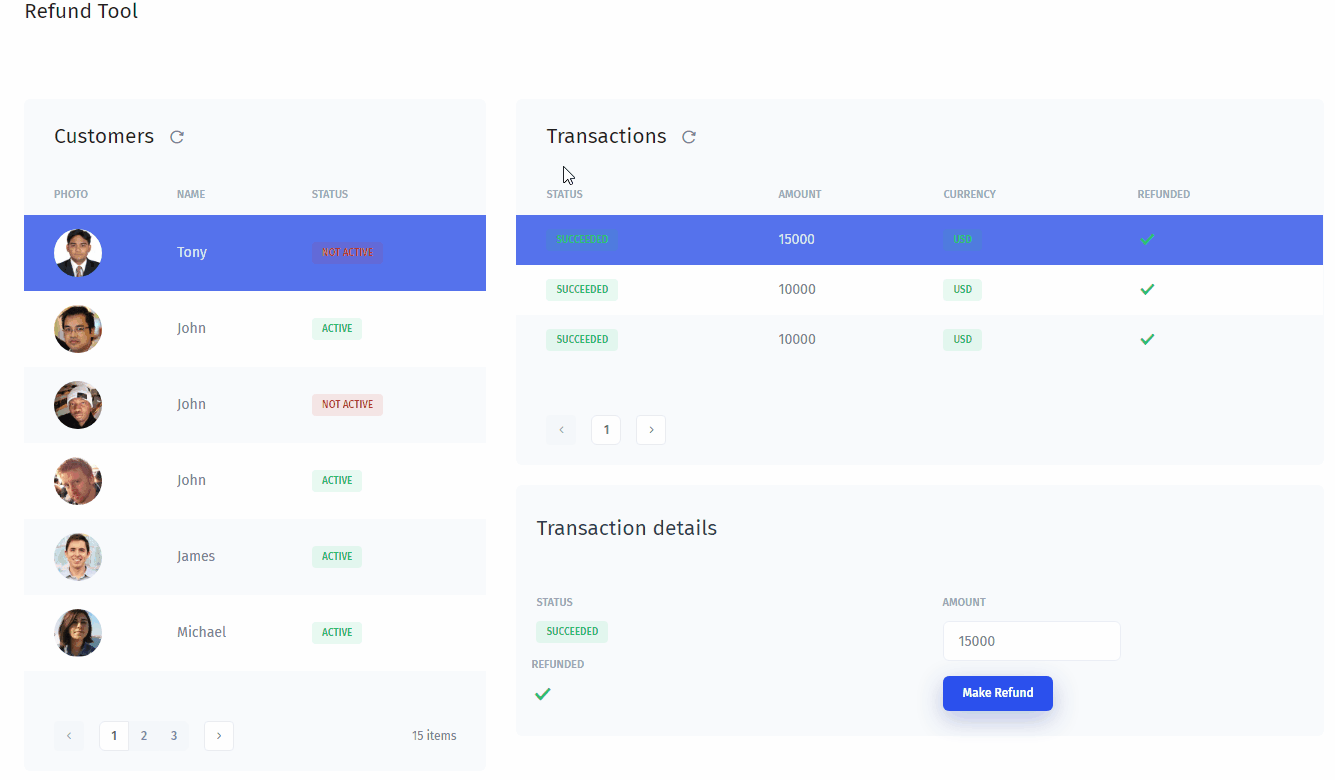 Refund Tool
Customers
PHOTO NAME STATUS
Tony NOT ACTIVE
John ACTIVE
John NOT ACTIVE
John ACTIVE
James ACTIVE
Michael ACTIVE
1 2 3 15 items
Transactions
STATUS AMOUNT CURRENCY REFUNDED
SUCCEEDED 15000 USD
SUCCEEDED 10000 USD
SUCCEEDED 10000 USD
1
Transaction details
STATUS AMOUNT
SUCCEEDED 15000
REFUNDED
Make Refund